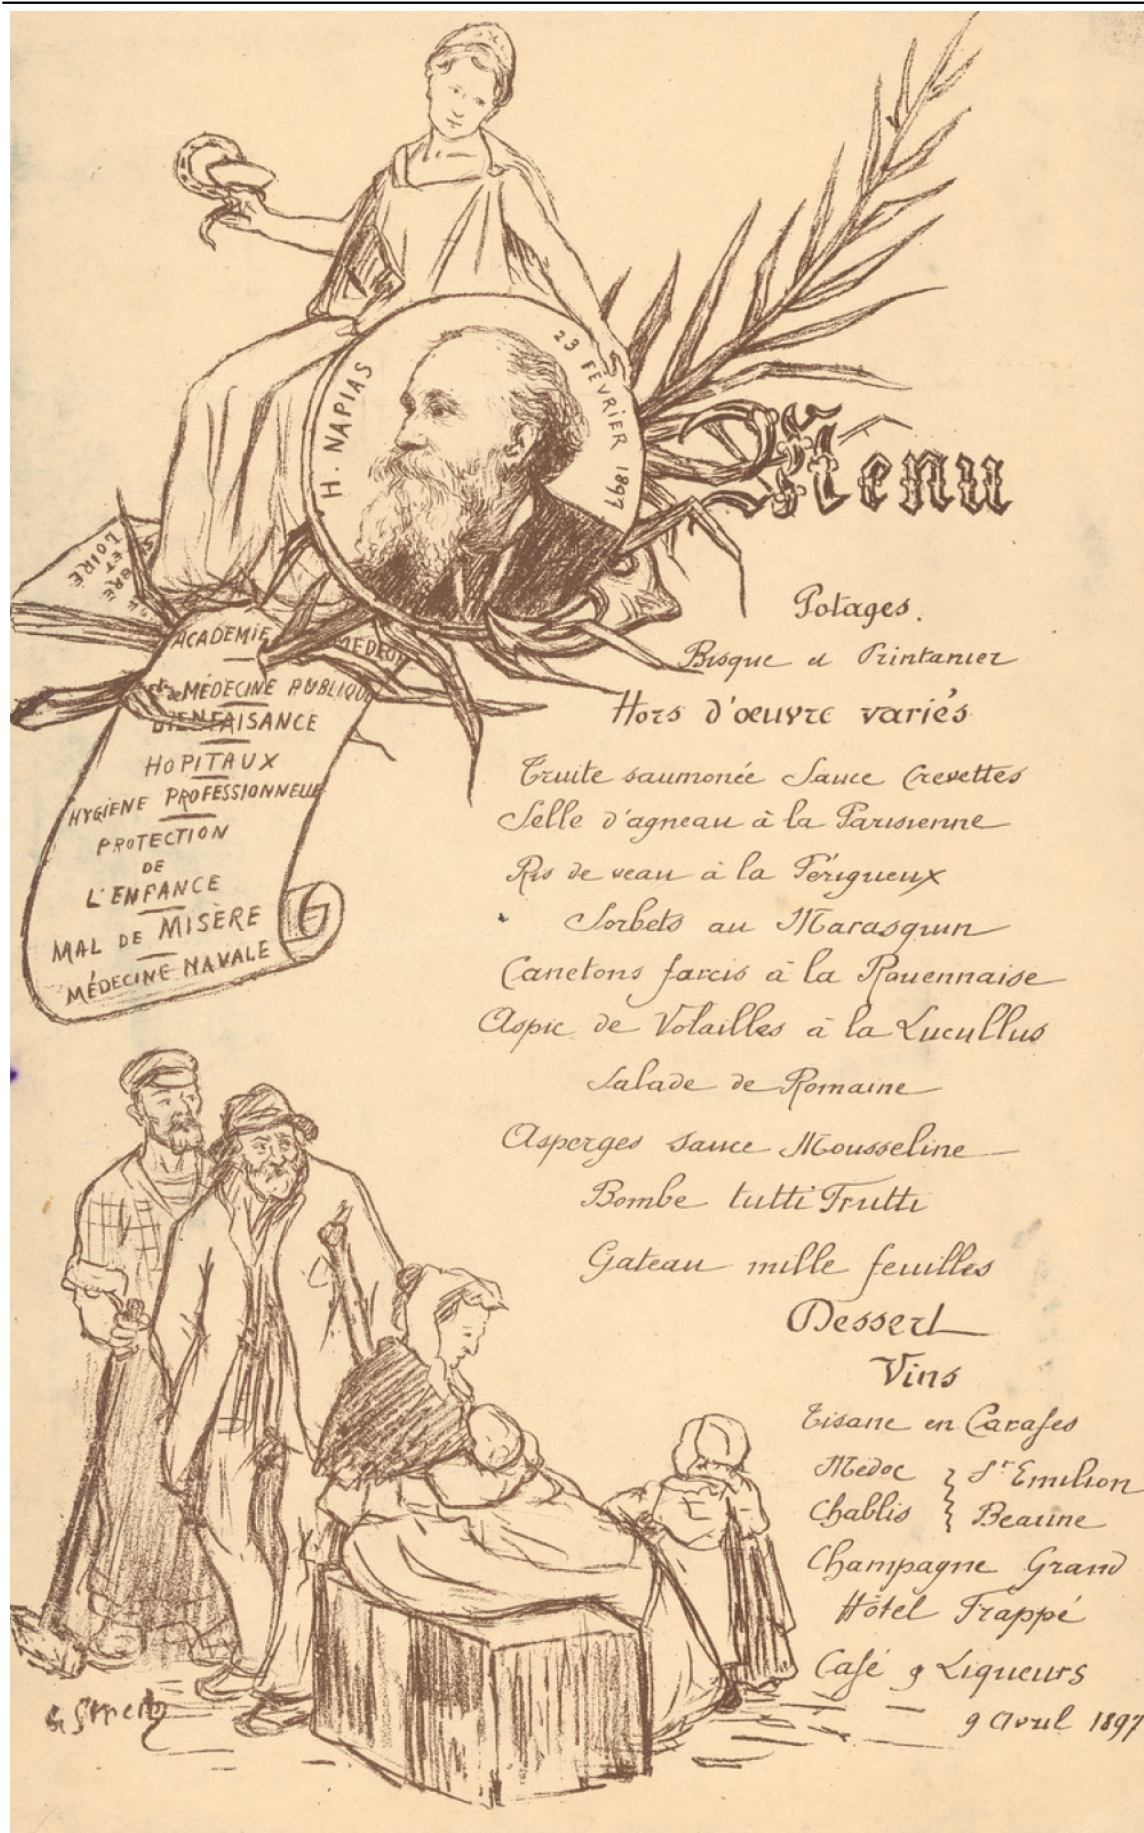 H. NAPIAS
23 FÉVRIER 1897
Menu
ET
LOIRE
ACADEMIE
MÉDECINE PUBLIQUE
BIENFAISANCE
HOPITAUX
HYGIENE PROFESSIONNELLE
PROTECTION
DE
L'ENFANCE
MAL DE MISÈRE
MÉDECINE NAVALE
Potages.
Bisque et Printanier
Hors d'œuvre variés
Truite saumonée Sauce Crevettes
Selle d'agneau à la Parisienne
Ris de veau à la Périgueux
Sorbets au Marasquin
Canetons farcis à la Rouennaise
Aspic de Volailles à la Lucullus
Salade de Romaine
Asperges sauce Mousseline
Bombe tutti Frutti
Gateau mille feuilles
Dessert
Vins
Tisane en Carafes
Médoc } St Emilion
Chablis } Beaune
Champagne Grand
Hôtel Frappé
Café & Liqueurs
9 Avril 1897